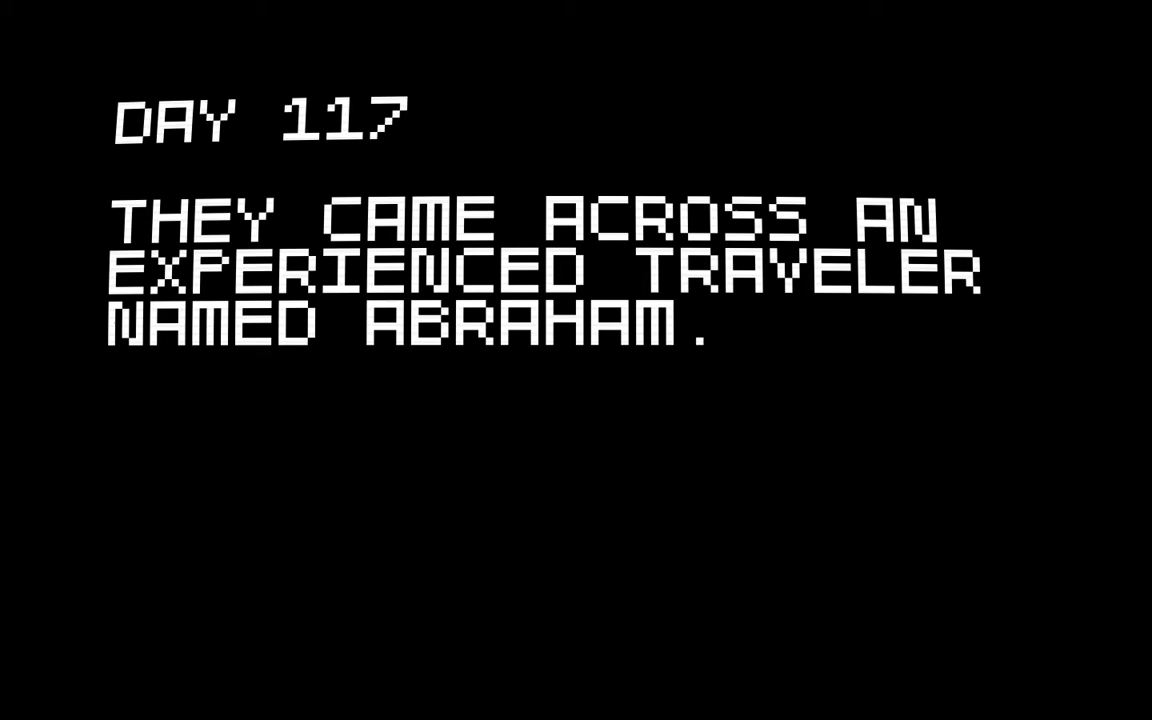 DAY 117
THEY CAME ACROSS AN
EXPERIENCED TRAVELER
NAMED ABRAHAM.